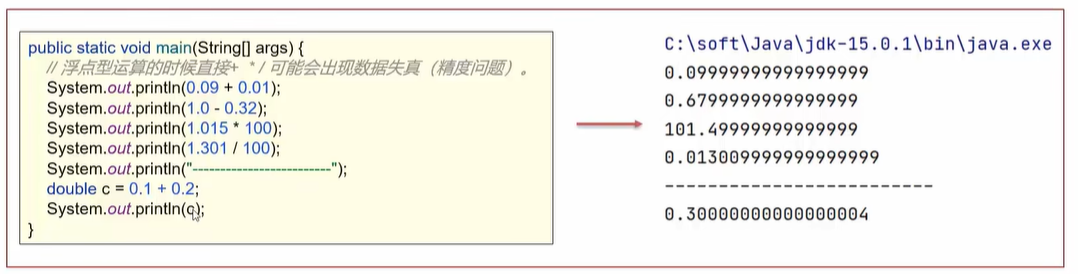 public static void main(String[] args) {
// 浮点型运算的时候直接+  * / 可能会出现数据失真（精度问题）。
System.out.println(0.09 + 0.01);
System.out.println(1.0 - 0.32);
System.out.println(1.015 * 100);
System.out.println(1.301 / 100);
System.out.println("-------------------------");
double c = 0.1 + 0.2;
System.out.println(c);
}
C:\soft\Java\jdk-15.0.1\bin\java.exe
0.09999999999999999
0.6799999999999999
101.49999999999999
0.013009999999999999
-------------------------
0.30000000000000004